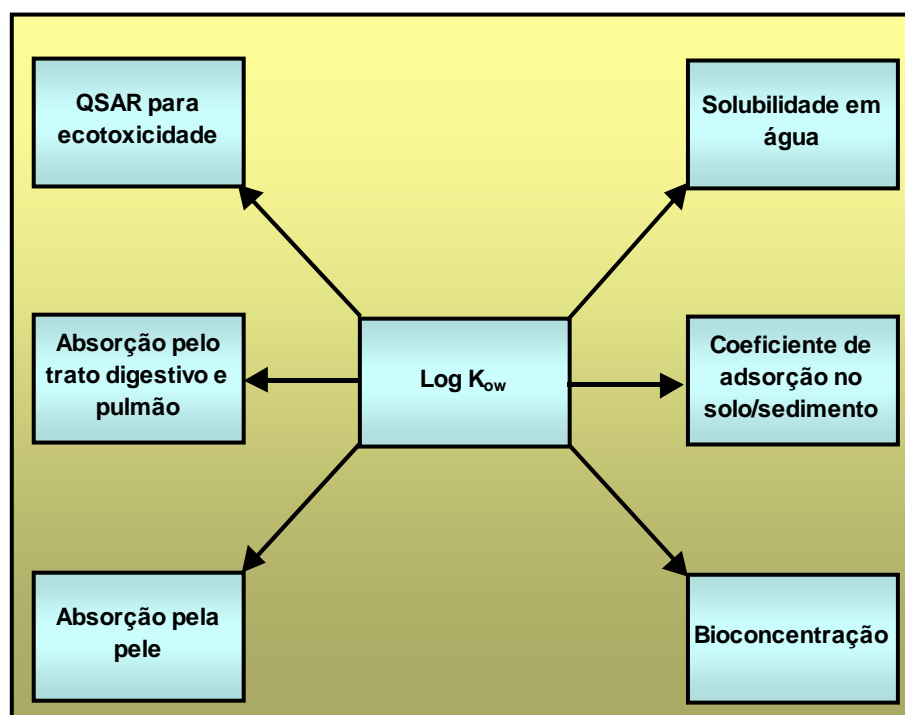 QSAR para
ecotoxicidade
Solubilidade em
água
Absorção pelo
trato digestivo e
pulmão
Log Kow
Coeficiente de
adsorção no
solo/sedimento
Absorção pela
pele
Bioconcentração